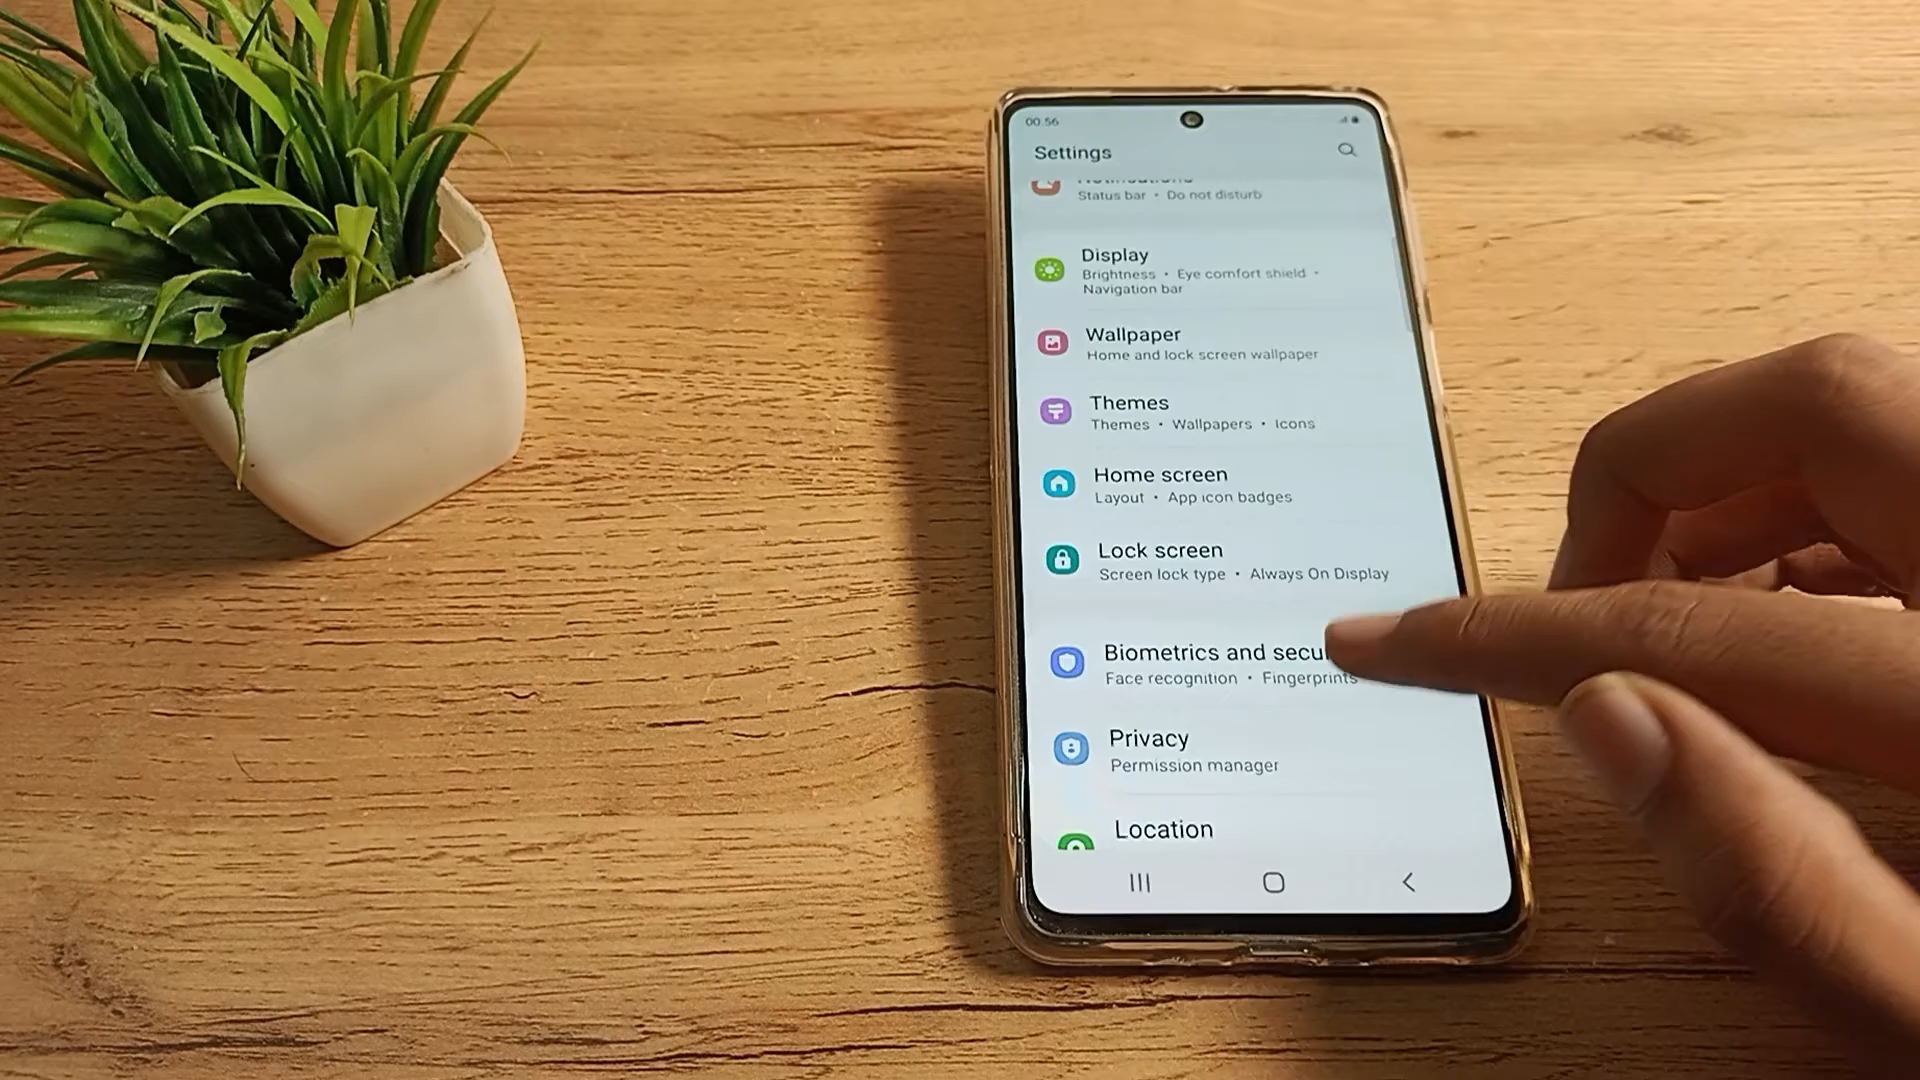 00:56
Settings
Status bar • Do not disturb
Display
Brightness • Eye comfort shield •
Navigation bar
Wallpaper
Home and lock screen wallpaper
Themes
Themes • Wallpapers • Icons
Home screen
Layout • App icon badges
Lock screen
Screen lock type • Always On Display
Biometrics and secu
Face recognition • Fingerprints
Privacy
Permission manager
Location